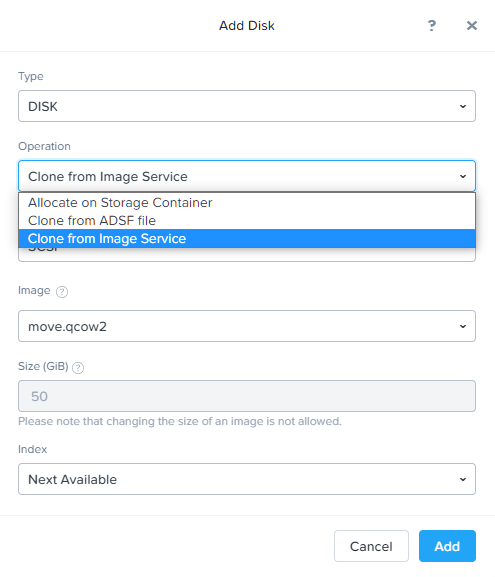 Add Disk
?
Type
DISK
Operation
Clone from Image Service
Allocate on Storage Container
Clone from ADSF file
Clone from Image Service
Image ?
move.qcow2
Size (GiB) ?
50
Please note that changing the size of an image is not allowed.
Index
Next Available
Cancel Add